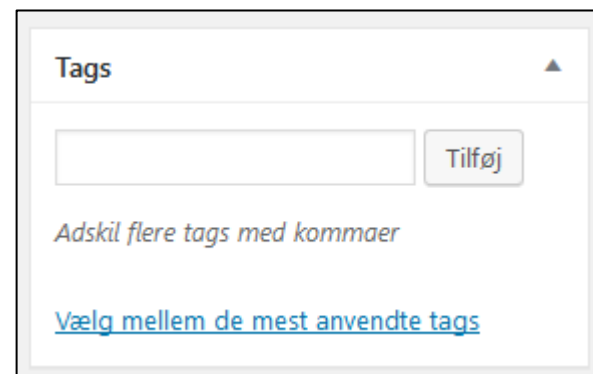 Tags
Tilføj
Adskil flere tags med kommaer
Vælg mellem de mest anvendte tags